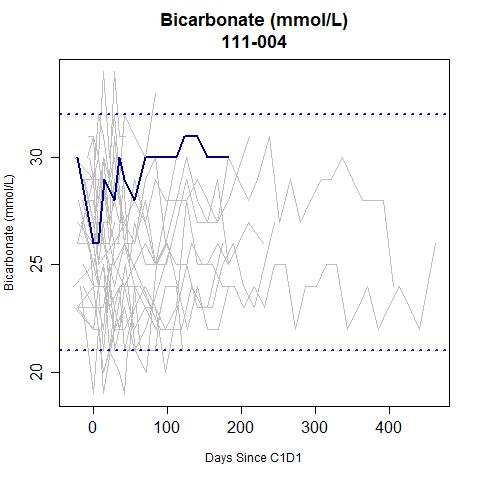 Bicarbonate (mmol/L)
111-004
Bicarbonate (mmol/L)
30
25
20
0 100 200 300 400
Days Since C1D1